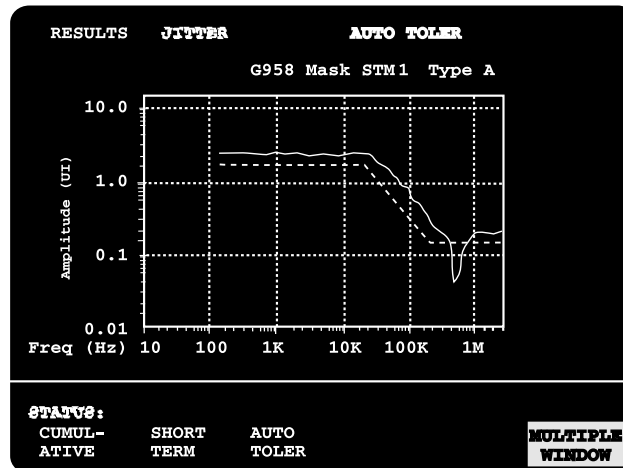 RESULTS JITTER AUTO TOLER
G958 Mask STM1 Type A
10.0
1.0
Amplitude (UI)
0.1
0.01
Freq (Hz) 10 100 1K 10K 100K 1M
STATUS:
CUMUL- SHORT AUTO
ATIVE TERM TOLER
MULTIPLE
WINDOW